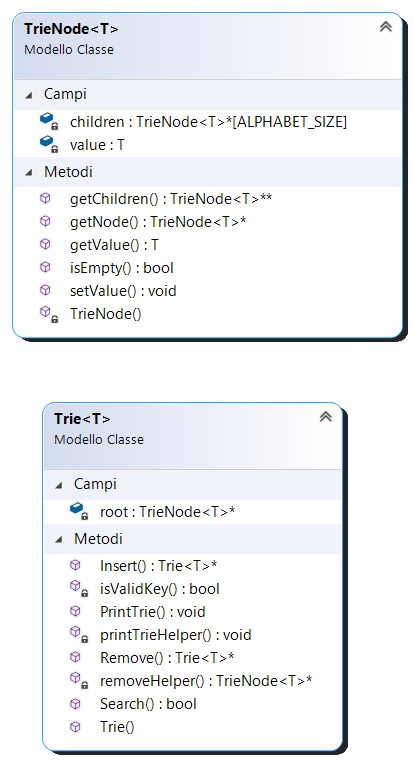 TrieNode<T>
Modello Classe
Campi
children : TrieNode<T>*[ALPHABET_SIZE]
value : T
Metodi
getChildren() : TrieNode<T>**
getNode() : TrieNode<T>*
getValue() : T
isEmpty() : bool
setValue() : void
TrieNode()
Trie<T>
Modello Classe
Campi
root : TrieNode<T>*
Metodi
Insert() : Trie<T>*
isValidKey() : bool
PrintTrie() : void
printTrieHelper() : void
Remove() : Trie<T>*
removeHelper() : TrieNode<T>*
Search() : bool
Trie()